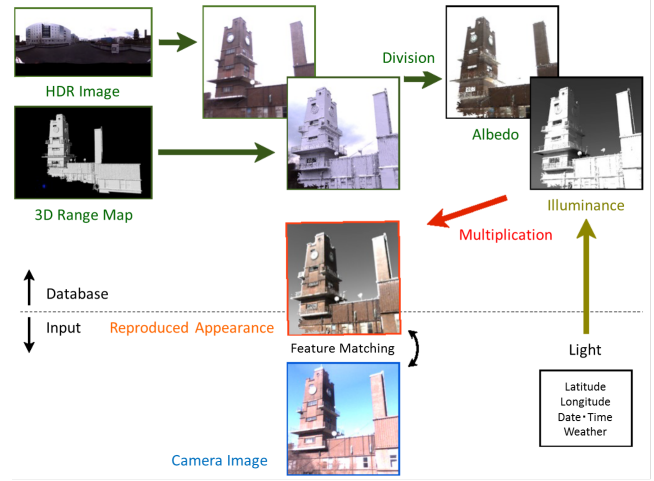 HDR Image
Division
Albedo
3D Range Map
Illuminance
Multiplication
Database
Input
Reproduced Appearance
Feature Matching
Light
Latitude
Longitude
Date・Time
Weather
Camera Image